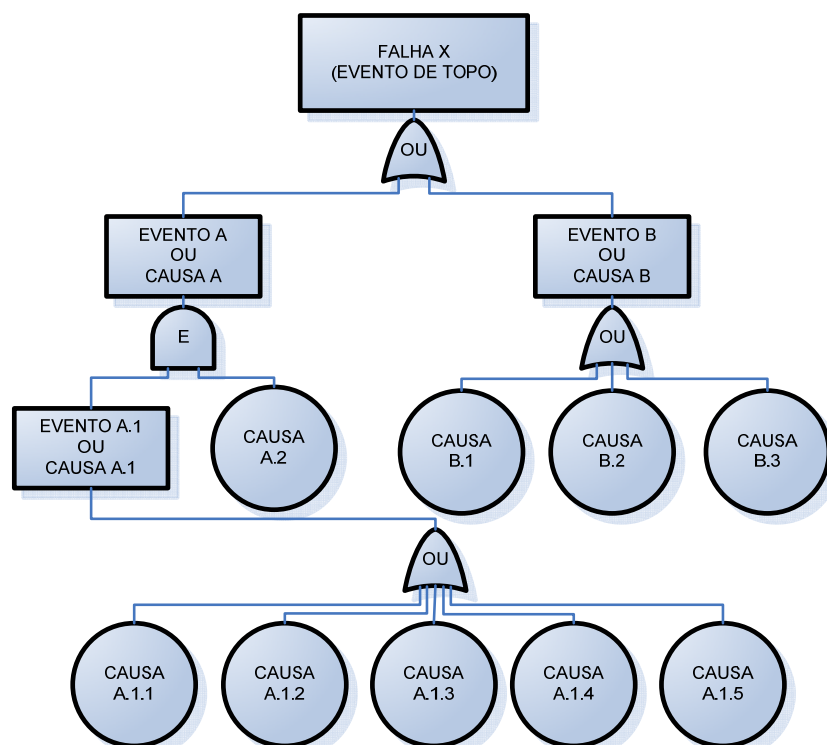 FALHA X
(EVENTO DE TOPO)
OU
EVENTO A
OU
CAUSA A
EVENTO B
OU
CAUSA B
E
OU
EVENTO A.1
OU
CAUSA A.1
CAUSA
A.2
CAUSA
B.1
CAUSA
B.2
CAUSA
B.3
OU
CAUSA
A.1.1
CAUSA
A.1.2
CAUSA
A.1.3
CAUSA
A.1.4
CAUSA
A.1.5